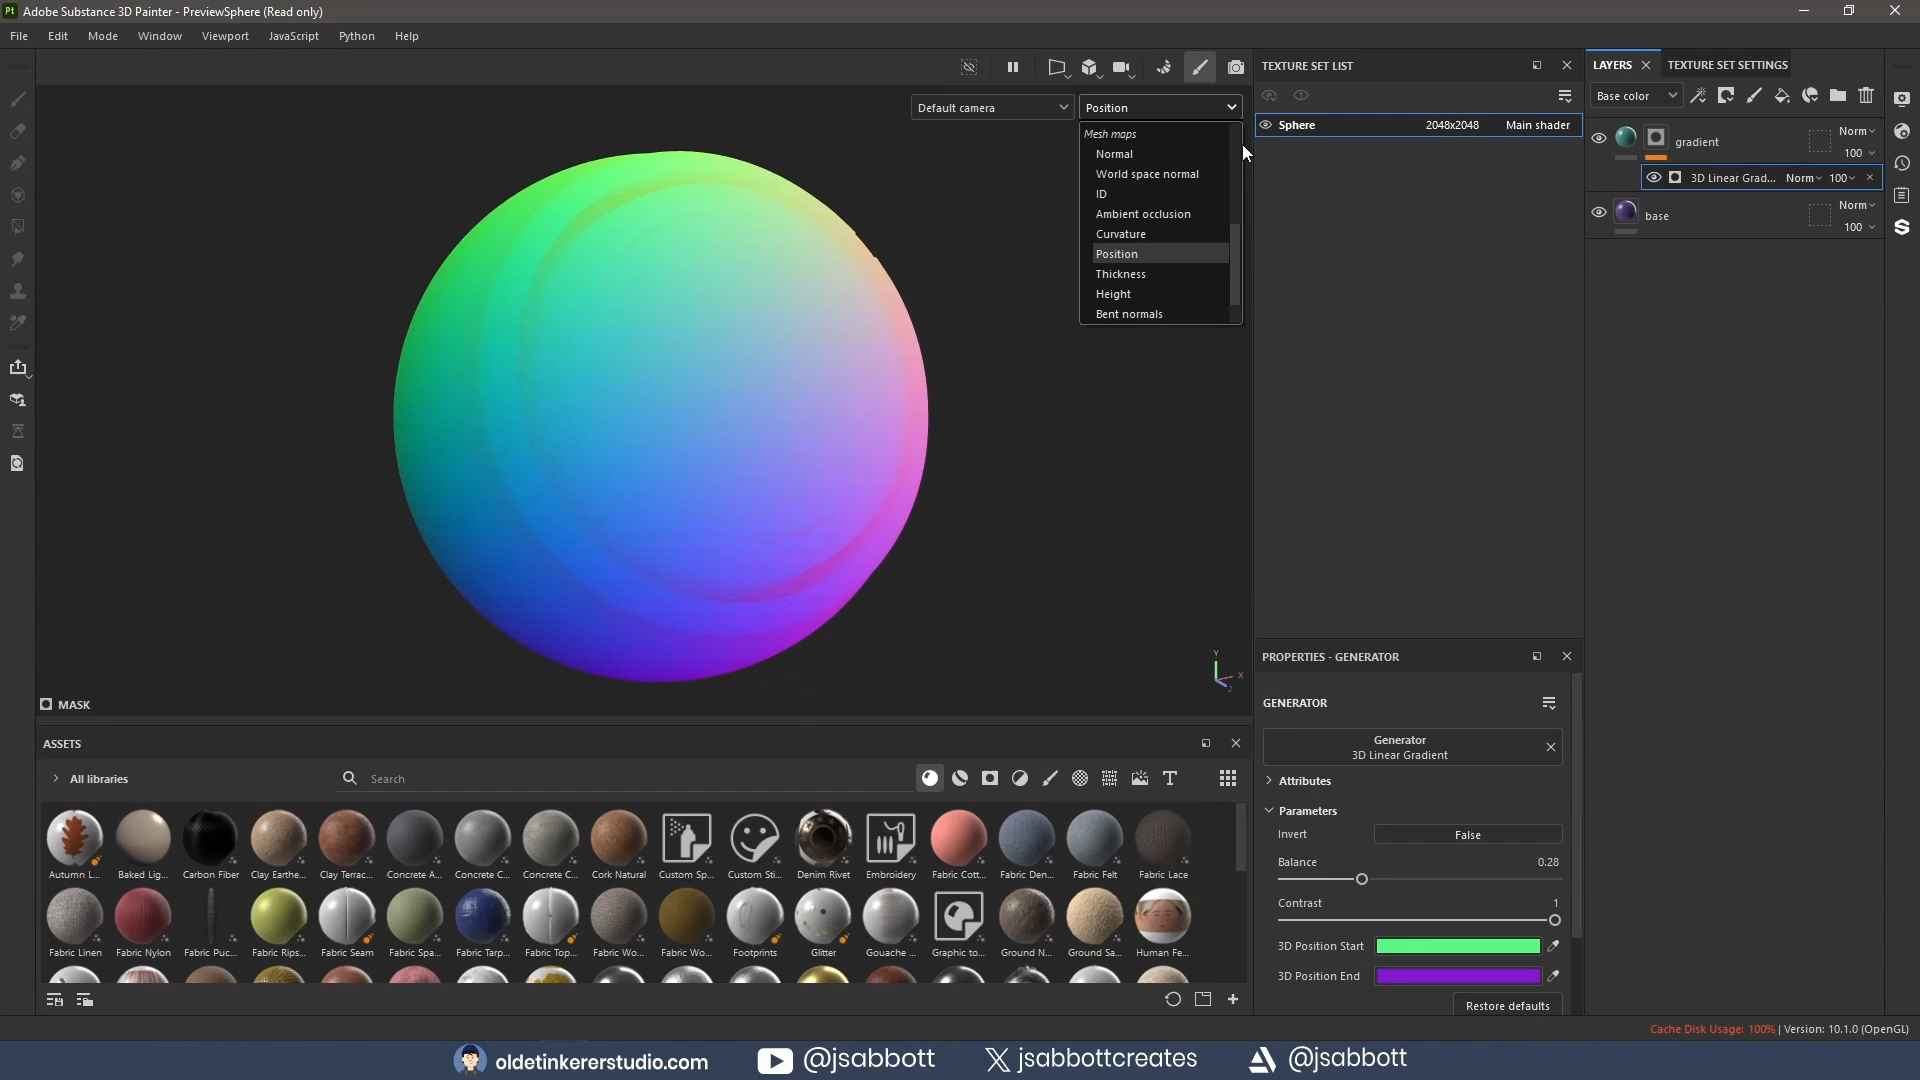 Pt Adobe Substance 3D Painter - PreviewSphere (Read only)
File Edit Mode Window Viewport JavaScript Python Help
Default camera
Position
Mesh maps
Normal
World space normal
ID
Ambient occlusion
Curvature
Position
Thickness
Height
Bent normals
Y
X
Z
MASK
TEXTURE SET LIST
Sphere 2048x2048 Main shader
LAYERS TEXTURE SET SETTINGS
Base color
gradient Norm 100
3D Linear Grad... Norm 100
base Norm 100
PROPERTIES - GENERATOR
GENERATOR
Generator
3D Linear Gradient
Attributes
Parameters
Invert False
Balance 0.28
Contrast 1
3D Position Start
3D Position End
Restore defaults
ASSETS
All libraries Search
Autumn L... Baked Lig... Carbon Fiber Clay Earthe... Clay Terrac... Concrete A... Concrete C... Concrete C... Cork Natural Custom Sp... Custom Sti... Denim Rivet Embroidery Fabric Cott... Fabric Den... Fabric Felt Fabric Lace
Fabric Linen Fabric Nylon Fabric Puc... Fabric Rips... Fabric Seam Fabric Spa... Fabric Tarp... Fabric Top... Fabric Wo... Fabric Wo... Footprints Glitter Gouache ... Graphic to... Ground N... Ground Sa... Human Fe...
Cache Disk Usage: 100% | Version: 10.1.0 (OpenGL)
oldetinkererstudio.com @jsabbott jsabbottcreates @jsabbott